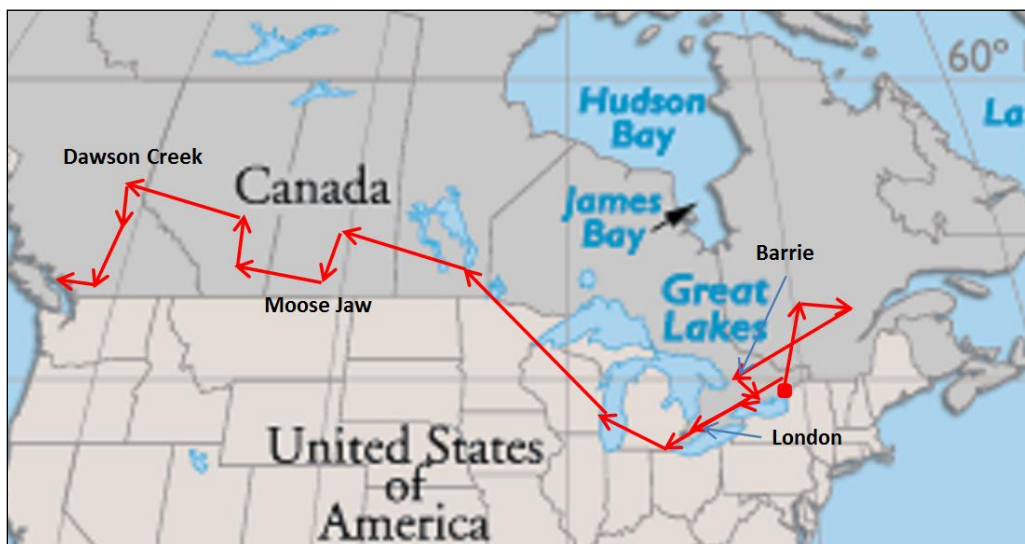 60°
La
Hudson
Bay
Dawson Creek
Canada
James
Bay
Barrie
Moose Jaw
Great
Lakes
United States
of
America
London